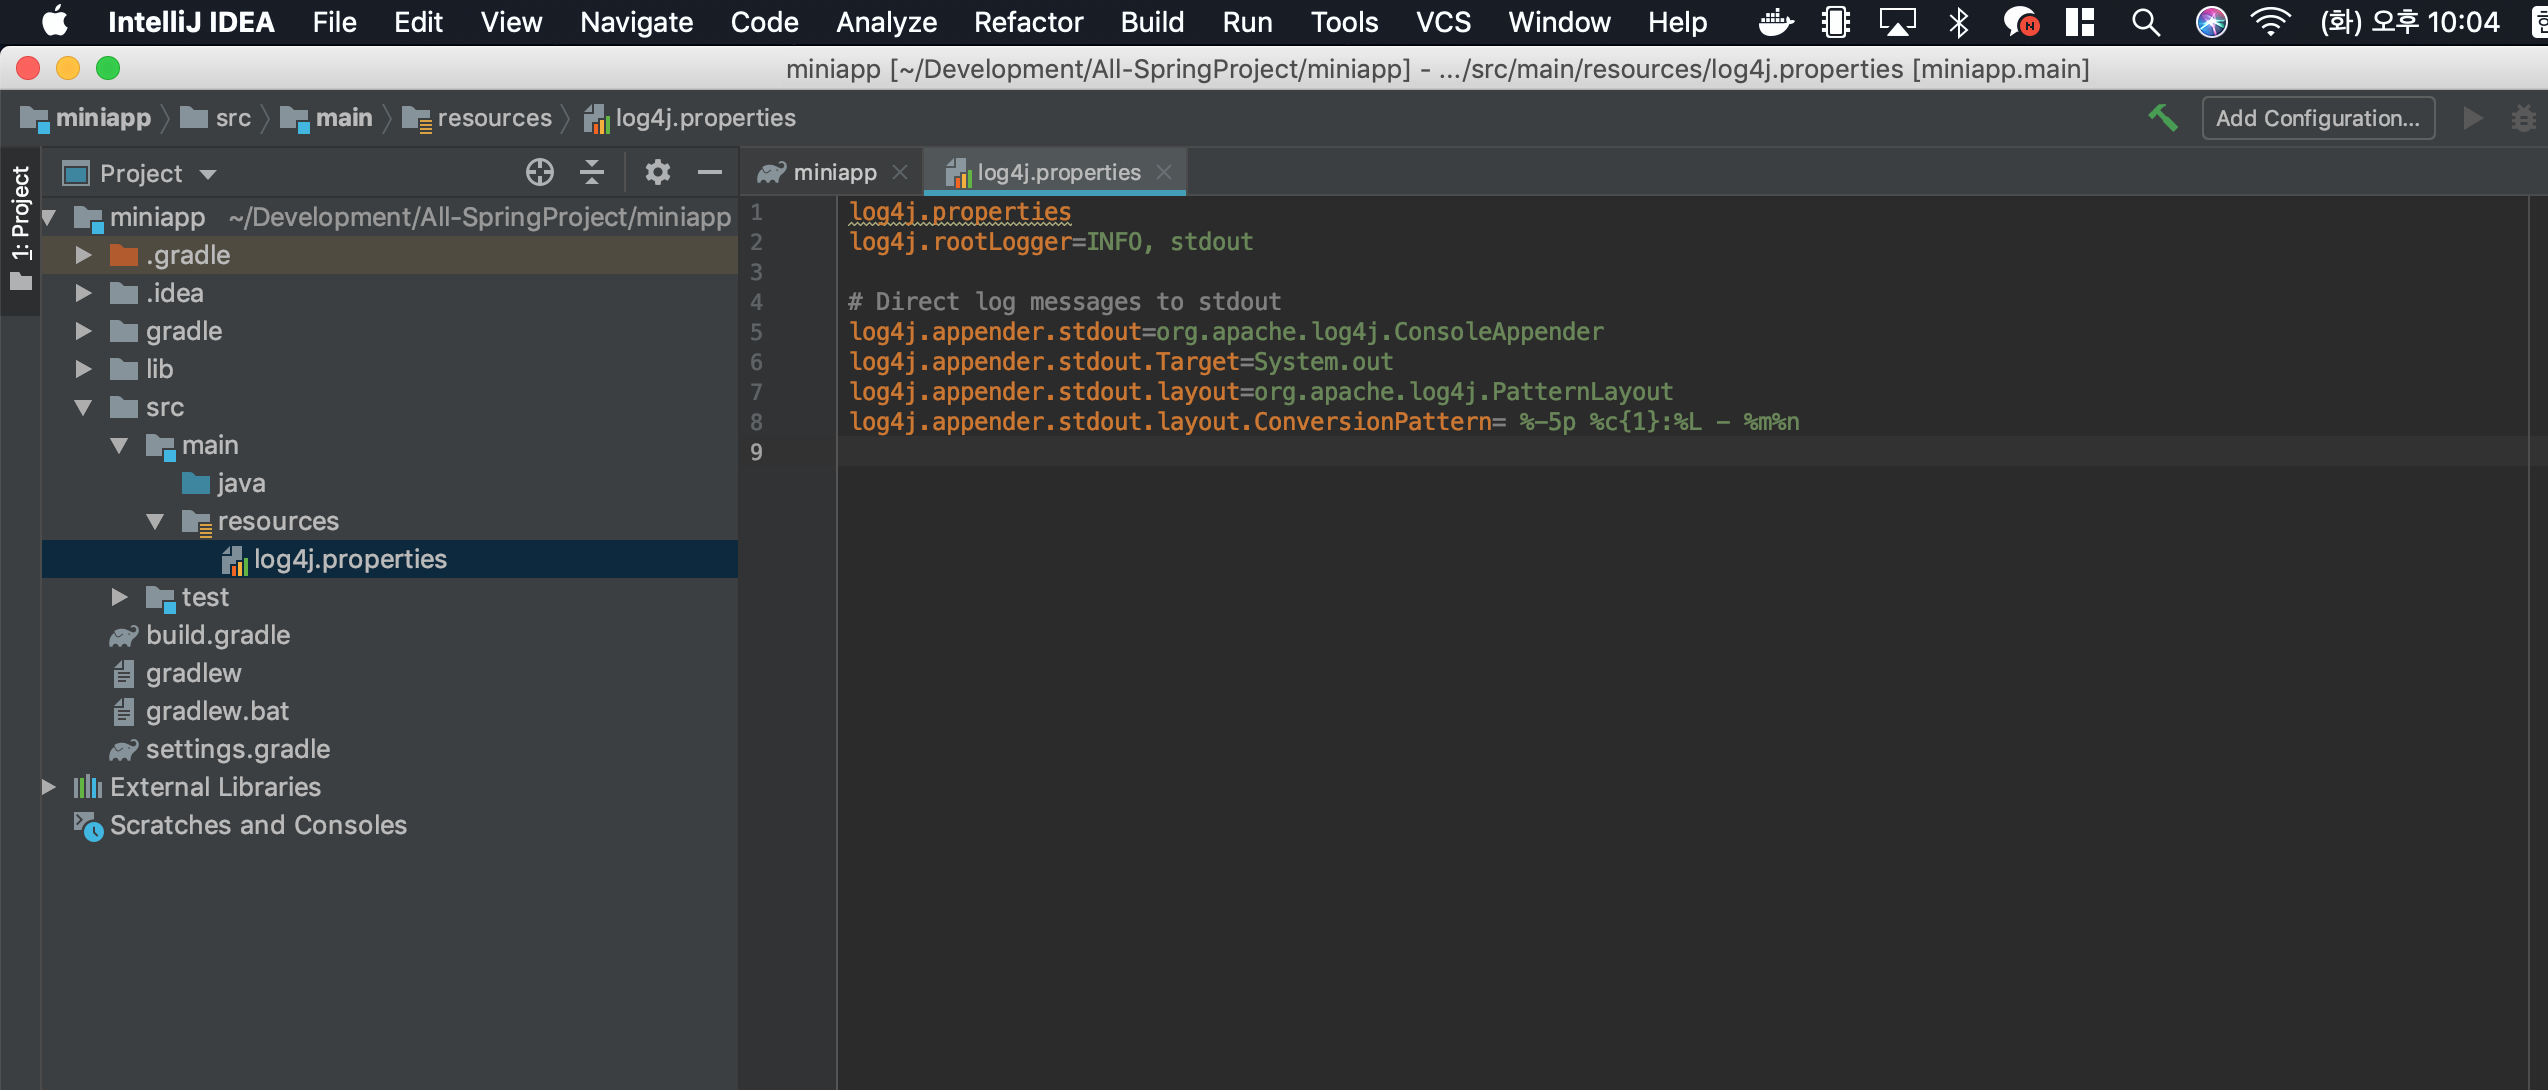 IntelliJ IDEA File Edit View Navigate Code Analyze Refactor Build Run Tools VCS Window Help (화) 오후 10:04
miniapp [~/Development/All-SpringProject/miniapp] - .../src/main/resources/log4j.properties [miniapp.main]
miniapp src main resources log4j.properties Add Configuration...
1: Project
Project
miniapp ~/Development/All-SpringProject/miniapp
.gradle
.idea
gradle
lib
src
main
java
resources
log4j.properties
test
build.gradle
gradlew
gradlew.bat
settings.gradle
External Libraries
Scratches and Consoles
miniapp log4j.properties
1 log4j.properties
2 log4j.rootLogger=INFO, stdout
3
4 # Direct log messages to stdout
5 log4j.appender.stdout=org.apache.log4j.ConsoleAppender
6 log4j.appender.stdout.Target=System.out
7 log4j.appender.stdout.layout=org.apache.log4j.PatternLayout
8 log4j.appender.stdout.layout.ConversionPattern= %-5p %c{1}:%L - %m%n
9